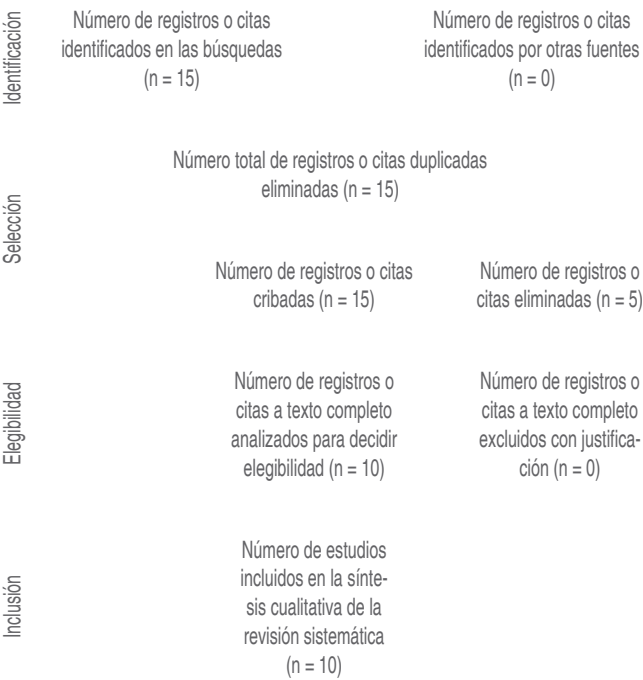 Identificación
Número de registros o citas
identificados en las búsquedas
(n = 15)
Número de registros o citas
identificados por otras fuentes
(n = 0)
Selección
Número total de registros o citas duplicadas
eliminadas (n = 15)
Número de registros o citas
cribadas (n = 15)
Número de registros o
citas eliminadas (n = 5)
Elegibilidad
Número de registros o
citas a texto completo
analizados para decidir
elegibilidad (n = 10)
Número de registros o
citas a texto completo
excluidos con justifica-
ción (n = 0)
Inclusión
Número de estudios
incluidos en la sínte-
sis cualitativa de la
revisión sistemática
(n = 10)